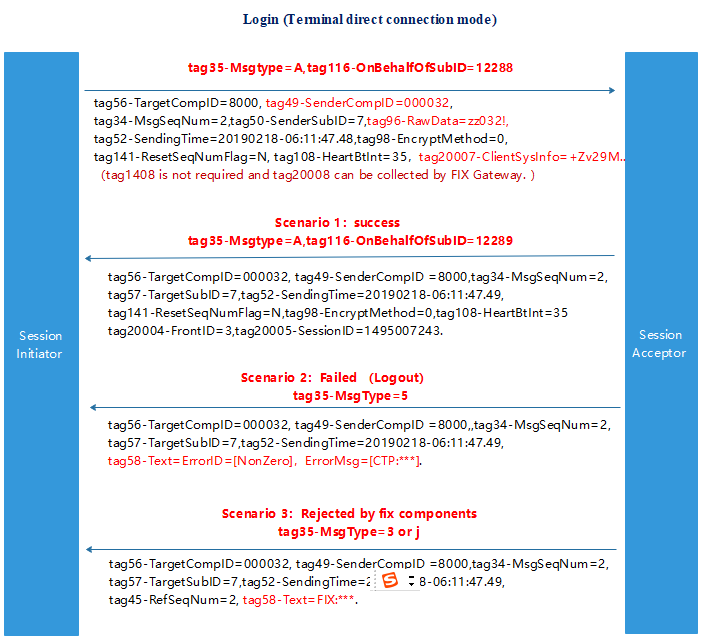 Login (Terminal direct connection mode)
tag35-Msgtype=A,tag116-OnBehalfOfSubID=12288
tag56-TargetCompID=8000, tag49-SenderCompID=000032,
tag34-MsgSeqNum=2,tag50-SenderSubID=7,tag96-RawData=zz032!,
tag52-SendingTime=20190218-06:11:47.48,tag98-EncryptMethod=0,
tag141-ResetSeqNumFlag=N, tag108-HeartBtInt=35, tag20007-ClientSysInfo=+Zv29M..
(tag1408 is not required and tag20008 can be collected by FIX Gateway. )
Scenario 1: success
tag35-Msgtype=A,tag116-OnBehalfOfSubID=12289
tag56-TargetCompID=000032, tag49-SenderCompID =8000,tag34-MsgSeqNum=2,
tag57-TargetSubID=7,tag52-SendingTime=20190218-06:11:47.49,
tag141-ResetSeqNumFlag=N,tag98-EncryptMethod=0,tag108-HeartBtInt=35
tag20004-FrontID=3,tag20005-SessionID=1495007243.
Session
Initiator
Session
Acceptor
Scenario 2: Failed (Logout)
tag35-MsgType=5
tag56-TargetCompID=000032, tag49-SenderCompID =8000,,tag34-MsgSeqNum=2,
tag57-TargetSubID=7,tag52-SendingTime=20190218-06:11:47.49,
tag58-Text=ErrorID=[NonZero], ErrorMsg=[CTP:***].
Scenario 3: Rejected by fix components
tag35-MsgType=3 or j
tag56-TargetCompID=000032, tag49-SenderCompID =8000,tag34-MsgSeqNum=2,
tag57-TargetSubID=7,tag52-SendingTime=2 8-06:11:47.49,
tag45-RefSeqNum=2, tag58-Text=FIX:***.